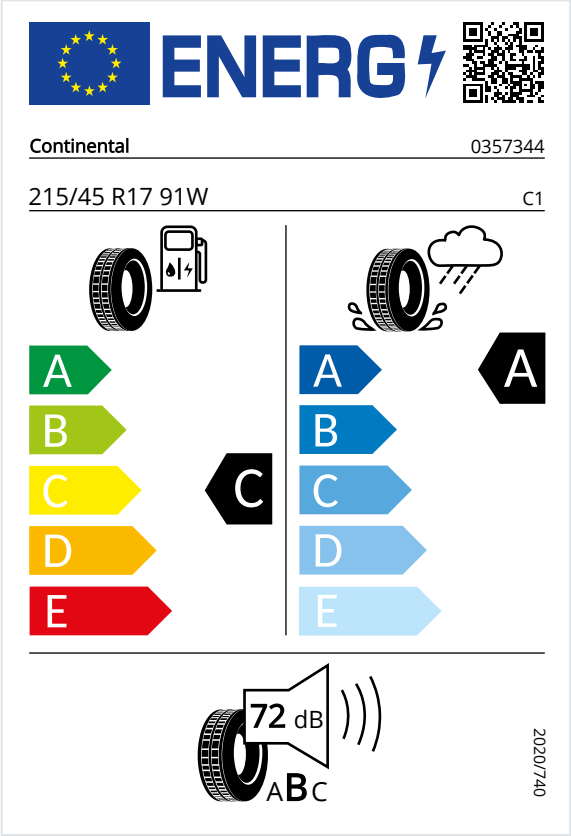 ENERG
Continental 0357344
215/45 R17 91W C1
A
B
C
D
E
C
A
B
C
D
E
A
72 dB
ABC
2020/740